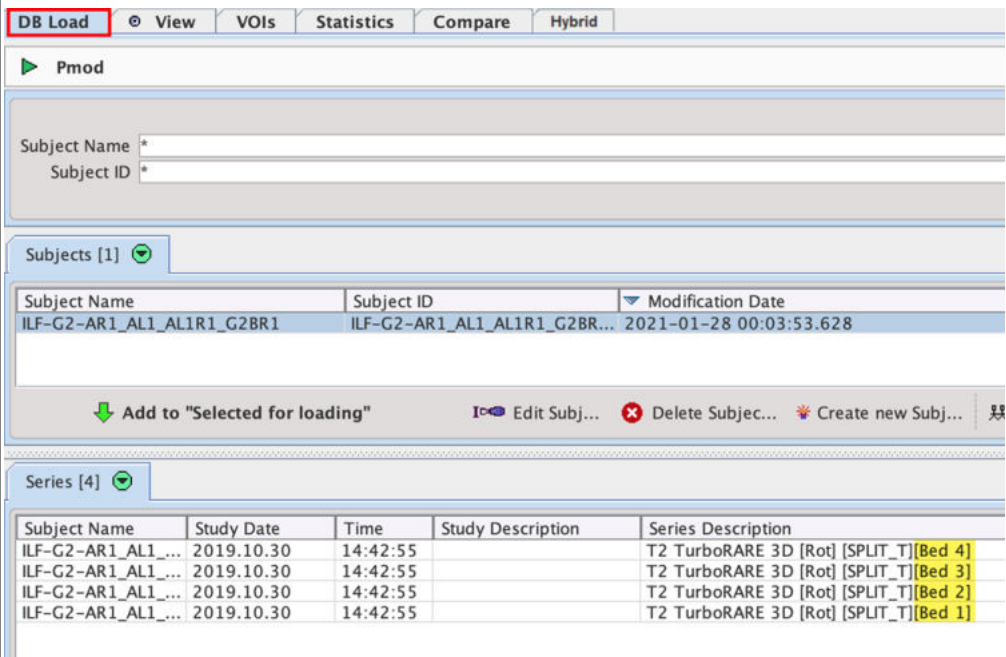 DB Load View VOIs Statistics Compare Hybrid
Pmod
Subject Name *
Subject ID *
Subjects [1]
Subject Name Subject ID Modification Date
ILF-G2-AR1_AL1_AL1R1_G2BR1 ILF-G2-AR1_AL1_AL1R1_G2BR... 2021-01-28 00:03:53.628
Add to "Selected for loading" Edit Subj... Delete Subjec... Create new Subj...
Series [4]
Subject Name Study Date Time Study Description Series Description
ILF-G2-AR1_AL1_... 2019.10.30 14:42:55 T2 TurboRARE 3D [Rot] [SPLIT_T][Bed 4]
ILF-G2-AR1_AL1_... 2019.10.30 14:42:55 T2 TurboRARE 3D [Rot] [SPLIT_T][Bed 3]
ILF-G2-AR1_AL1_... 2019.10.30 14:42:55 T2 TurboRARE 3D [Rot] [SPLIT_T][Bed 2]
ILF-G2-AR1_AL1_... 2019.10.30 14:42:55 T2 TurboRARE 3D [Rot] [SPLIT_T][Bed 1]